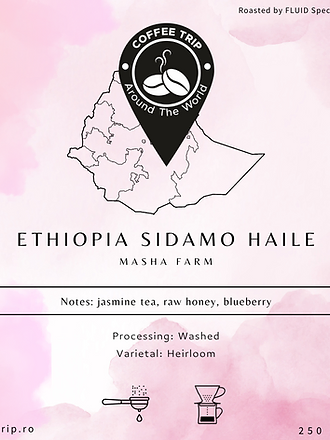 Roasted by FLUID Spec
COFFEE TRIP
Around The World
ETHIOPIA SIDAMO HAILE
MASHA FARM
Notes: jasmine tea, raw honey, blueberry
Processing: Washed
Varietal: Heirloom
rip.ro
250